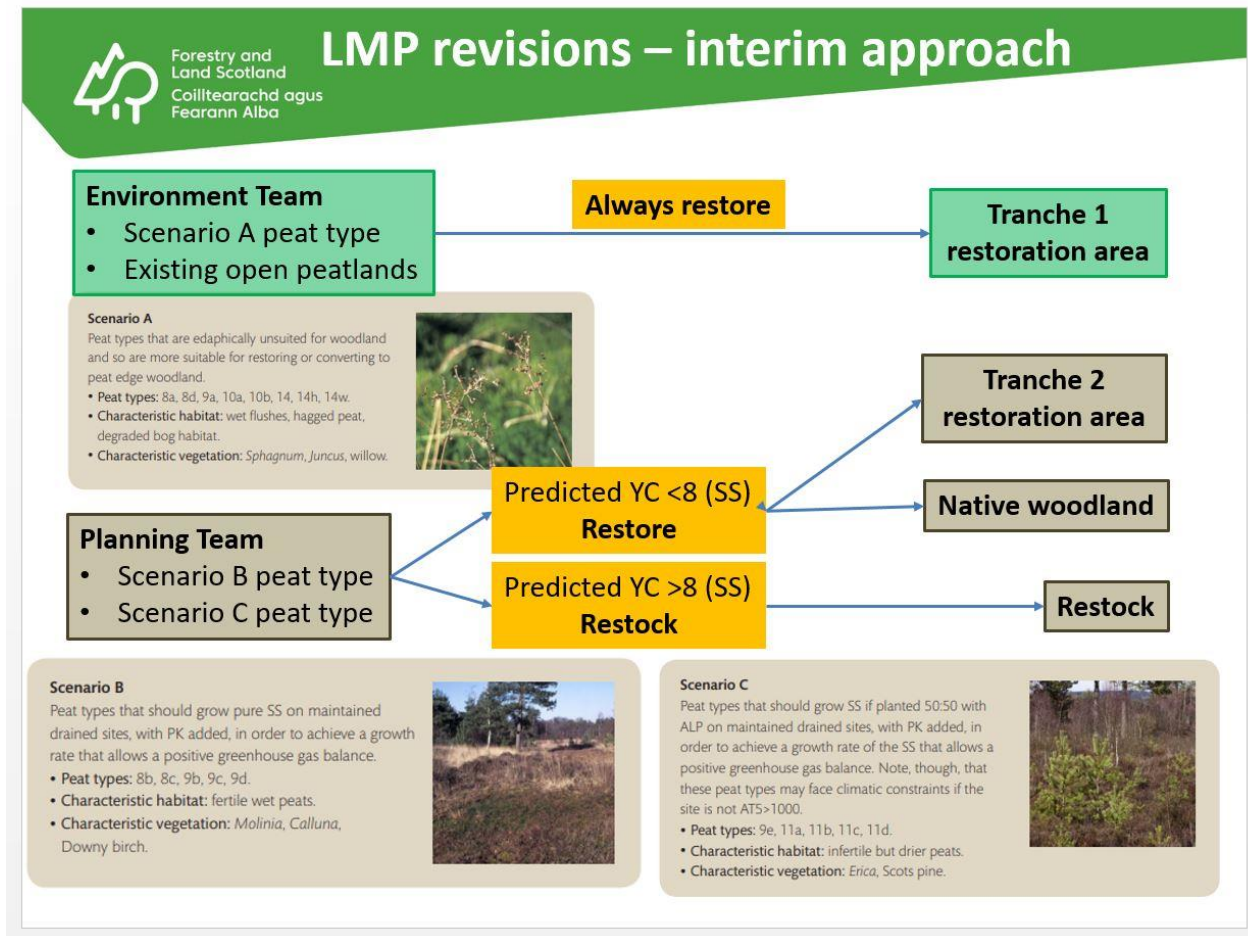 Forestry and
Land Scotland
Coilltearachd agus
Fearann Alba
LMP revisions – interim approach
Environment Team
• Scenario A peat type
• Existing open peatlands
Always restore
Tranche 1
restoration area
Scenario A
Peat types that are edaphically unsuited for woodland
and so are more suitable for restoring or converting to
peat edge woodland.
• Peat types: 8a, 8d, 9a, 10a, 10b, 14, 14h, 14w.
• Characteristic habitat: wet flushes, hagged peat,
degraded bog habitat.
• Characteristic vegetation: Sphagnum, Juncus, willow.
Tranche 2
restoration area
Predicted YC <8 (SS)
Restore
Native woodland
Planning Team
• Scenario B peat type
• Scenario C peat type
Predicted YC >8 (SS)
Restock
Restock
Scenario B
Peat types that should grow pure SS on maintained
drained sites, with PK added, in order to achieve a growth
rate that allows a positive greenhouse gas balance.
• Peat types: 8b, 8c, 9b, 9c, 9d.
• Characteristic habitat: fertile wet peats.
• Characteristic vegetation: Molinia, Calluna,
Downy birch.
Scenario C
Peat types that should grow SS if planted 50:50 with
ALP on maintained drained sites, with PK added, in
order to achieve a growth rate of the SS that allows a
positive greenhouse gas balance. Note, though, that
these peat types may face climatic constraints if the
site is not AT5>1000.
• Peat types: 9e, 11a, 11b, 11c, 11d.
• Characteristic habitat: infertile but drier peats.
• Characteristic vegetation: Erica, Scots pine.